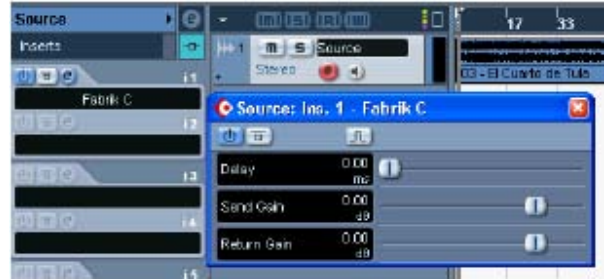 Source
Inserts
i1
Fabrik C
i2
i3
i4
i5
1 m S Source
Stereo
17 33
03 - El Cuarto de Tula
Source: Ins. 1 - Fabrik C
Delay 0.00 ms
Send Gain 0.00 dB
Return Gain 0.00 dB